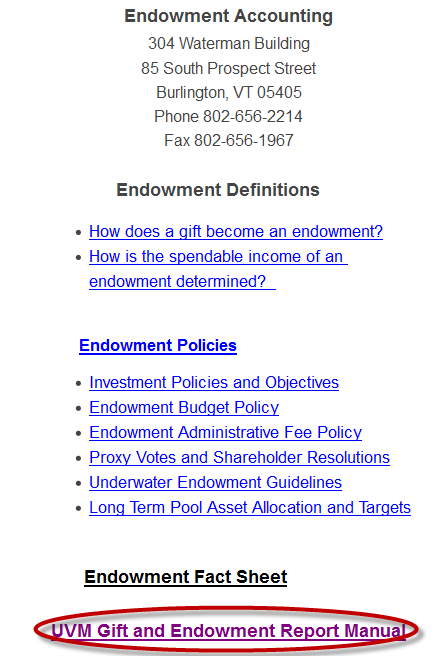 Endowment Accounting
304 Waterman Building
85 South Prospect Street
Burlington, VT 05405
Phone 802-656-2214
Fax 802-656-1967
Endowment Definitions
• How does a gift become an endowment?
• How is the spendable income of an
endowment determined?
Endowment Policies
• Investment Policies and Objectives
• Endowment Budget Policy
• Endowment Administrative Fee Policy
• Proxy Votes and Shareholder Resolutions
• Underwater Endowment Guidelines
• Long Term Pool Asset Allocation and Targets
Endowment Fact Sheet
UVM Gift and Endowment Report Manual